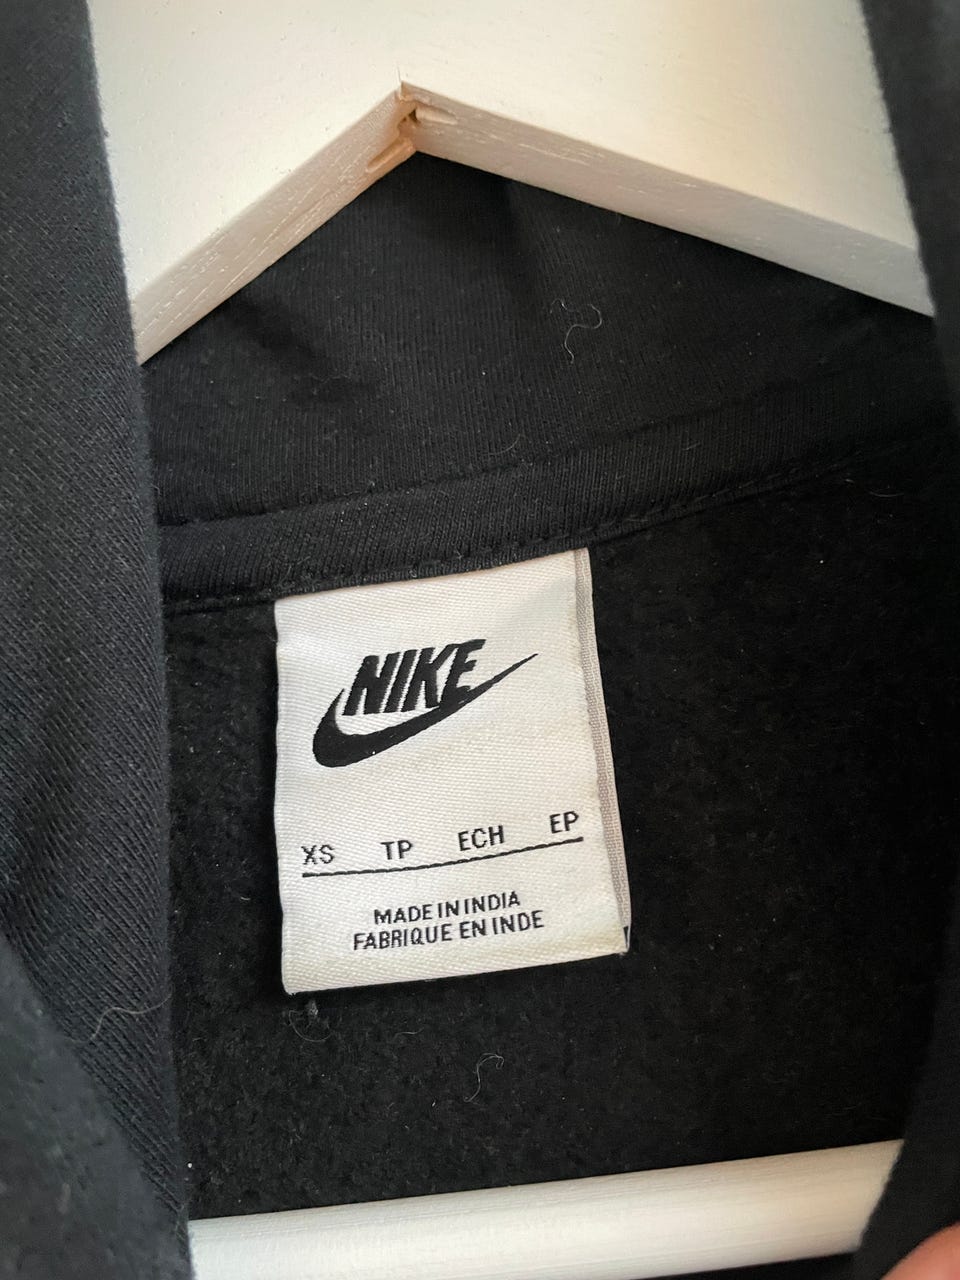 NIKE
XS TP ECH EP
MADE IN INDIA
FABRIQUE EN INDE